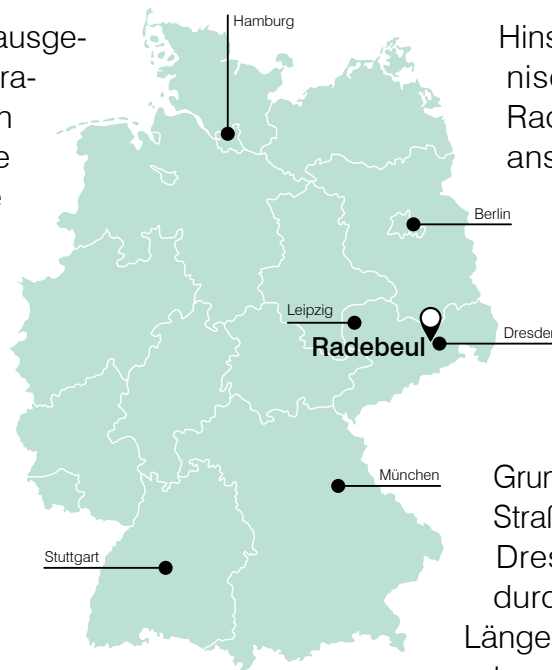 ausge-
ra-
n
e
Hamburg
Hins
nisc
Rad
ans
Berlin
Leipzig
Dresden
Radebeul
München
Stuttgart
Grun
Straß
Dres
durc
Länge